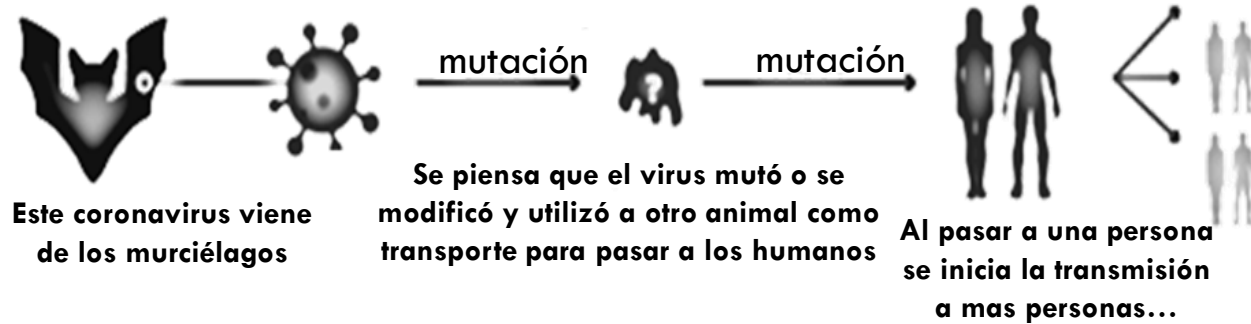 mutación
mutación
?
Este coronavirus viene
de los murciélagos
Se piensa que el virus mutó o se
modificó y utilizó a otro animal como
transporte para pasar a los humanos
Al pasar a una persona
se inicia la transmisión
a mas personas...